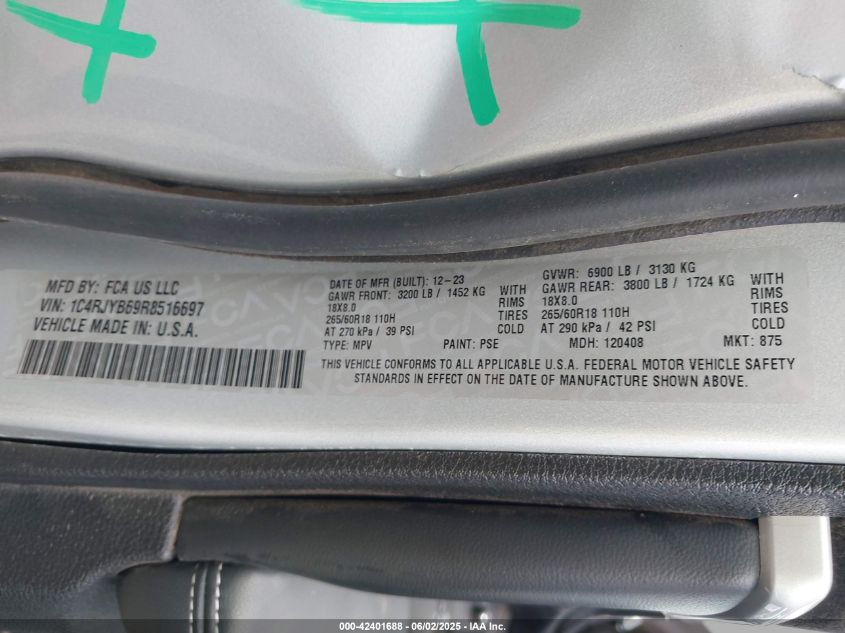 MFD BY: FCA US LLC
VIN: 1C4RJYB69R8516697
VEHICLE MADE IN: U.S.A.
DATE OF MFR (BUILT): 12-23
GAWR FRONT: 3200 LB / 1452 KG WITH
18X8.0 RIMS
265/60R18 110H TIRES
AT 270 kPa / 39 PSI COLD
GVWR: 6900 LB / 3130 KG
GAWR REAR: 3800 LB / 1724 KG WITH
18X8.0 RIMS
265/60R18 110H TIRES
AT 290 kPa / 42 PSI COLD
TYPE: MPV PAINT: PSE MDH: 120408 MKT: 875
THIS VEHICLE CONFORMS TO ALL APPLICABLE U.S.A. FEDERAL MOTOR VEHICLE SAFETY
STANDARDS IN EFFECT ON THE DATE OF MANUFACTURE SHOWN ABOVE.
000-42401688 - 06/02/2025 - IAA Inc.